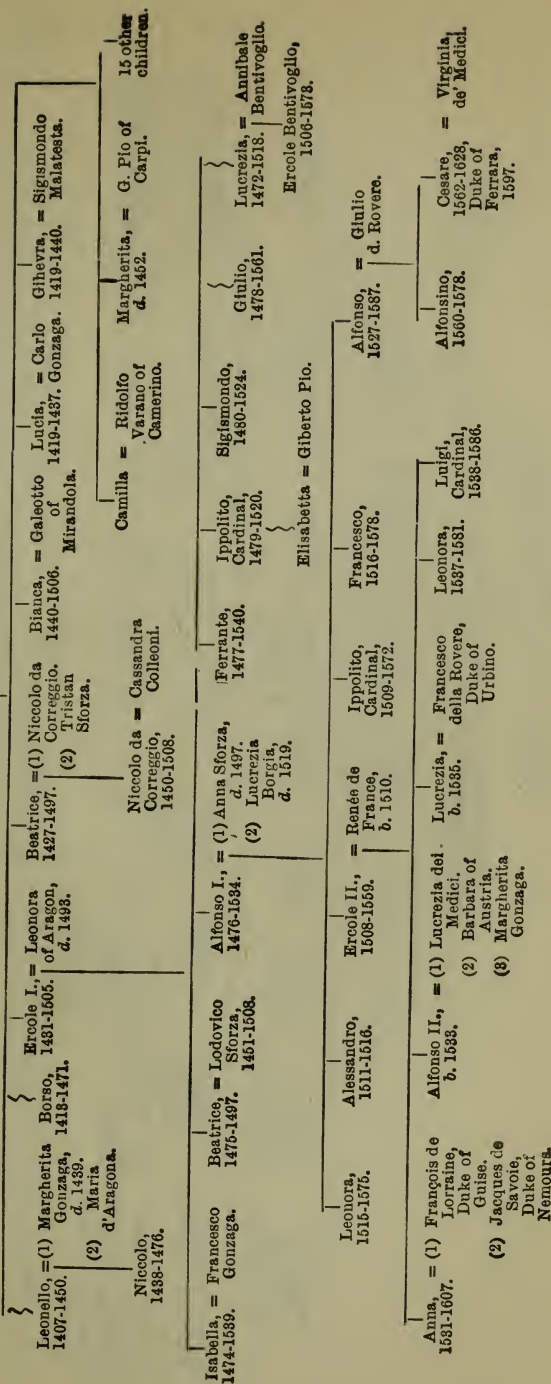 Leonello, = (1) Margherita
1407-1450. Gonzaga,
d. 1439.
(2) Maria
d'Aragona.
Borso,
1413-1471.
Ercole I., = Leonora
1431-1505. of Aragon,
d. 1493.
Beatrice, = (1) Niccolo da
1427-1497. Correggio.
(2) Tristan
Sforza.
Bianca, = Galeotto
1440-1506. of
Mirandola.
Lucia, = Carlo
1419-1437. Gonzaga.
Gihevra, = Sigismondo
1419-1440. Malatesta.
Niccolo,
1438-1476.
Niccolo da = Cassandra
Correggio, Colleoni.
1450-1508.
Camilla = Ridolfo
Varano of
Camerino.
Margherita, = G. Pio of
d. 1452. Carpi.
15 other
children.
Isabella, = Francesco
1474-1539. Gonzaga.
Beatrice, = Lodovico
1475-1497. Sforza,
1451-1508.
Alfonso I., = (1) Anna Sforza,
1476-1534. d. 1497.
(2) Lucrezia
Borgia,
d. 1519.
Ferrante,
1477-1540.
Ippolito,
Cardinal,
1479-1520.
Sigismondo,
1480-1524.
Giulio,
1478-1561.
Lucrezia, = Annibale
1472-1518. Bentivoglio.
Elisabetta = Giberto Pio.
Ercole Bentivoglio,
1506-1573.
Leonora,
1515-1575.
Alessandro,
1511-1516.
Ercole II., = Renée de
1508-1559. France,
b. 1510.
Ippolito,
Cardinal,
1509-1572.
Francesco,
1516-1578.
Alfonso, = Giulio
1527-1587. d. Rovere.
Anna, = (1) François de
1531-1607. Lorraine,
Duke of
Guise.
(2) Jacques de
Savoie,
Duke of
Nemours.
Alfonso II., = (1) Lucrezia dei
b. 1533. Medici.
(2) Barbara of
Austria.
(3) Margherita
Gonzaga.
Lucrezia, = Francesco
b. 1535. della Rovere,
Duke of
Urbino.
Leonora,
1537-1581.
Luigi,
Cardinal,
1538-1586.
Alfonsino,
1560-1578.
Cesare, = Virginia
1562-1628, de' Medici.
Duke of
Ferrara,
1597.